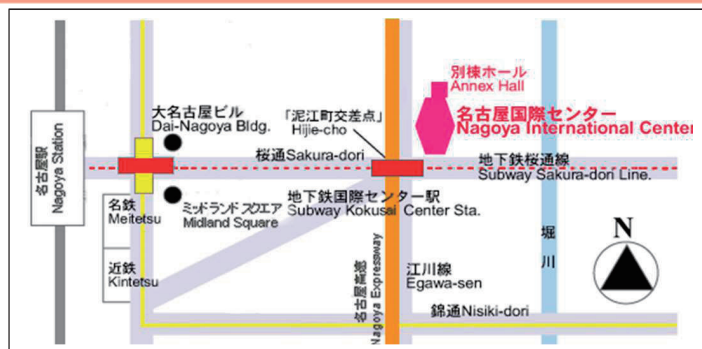 別棟ホール
Annex Hall
名古屋国際センター
Nagoya International Center
大名古屋ビル
Dai-Nagoya Bldg.
「泥江町交差点」
Hijie-cho
名古屋駅
Nagoya Station
桜通Sakura-dori
地下鉄桜通線
Subway Sakura-dori Line.
名鉄
Meitetsu
ミッドランドスクエア
Midland Square
地下鉄国際センター駅
Subway Kokusai Center Sta.
近鉄
Kintetsu
名古屋高速
Nagoya Expressway
江川線
Egawa-sen
堀川
N
錦通Nisiki-dori